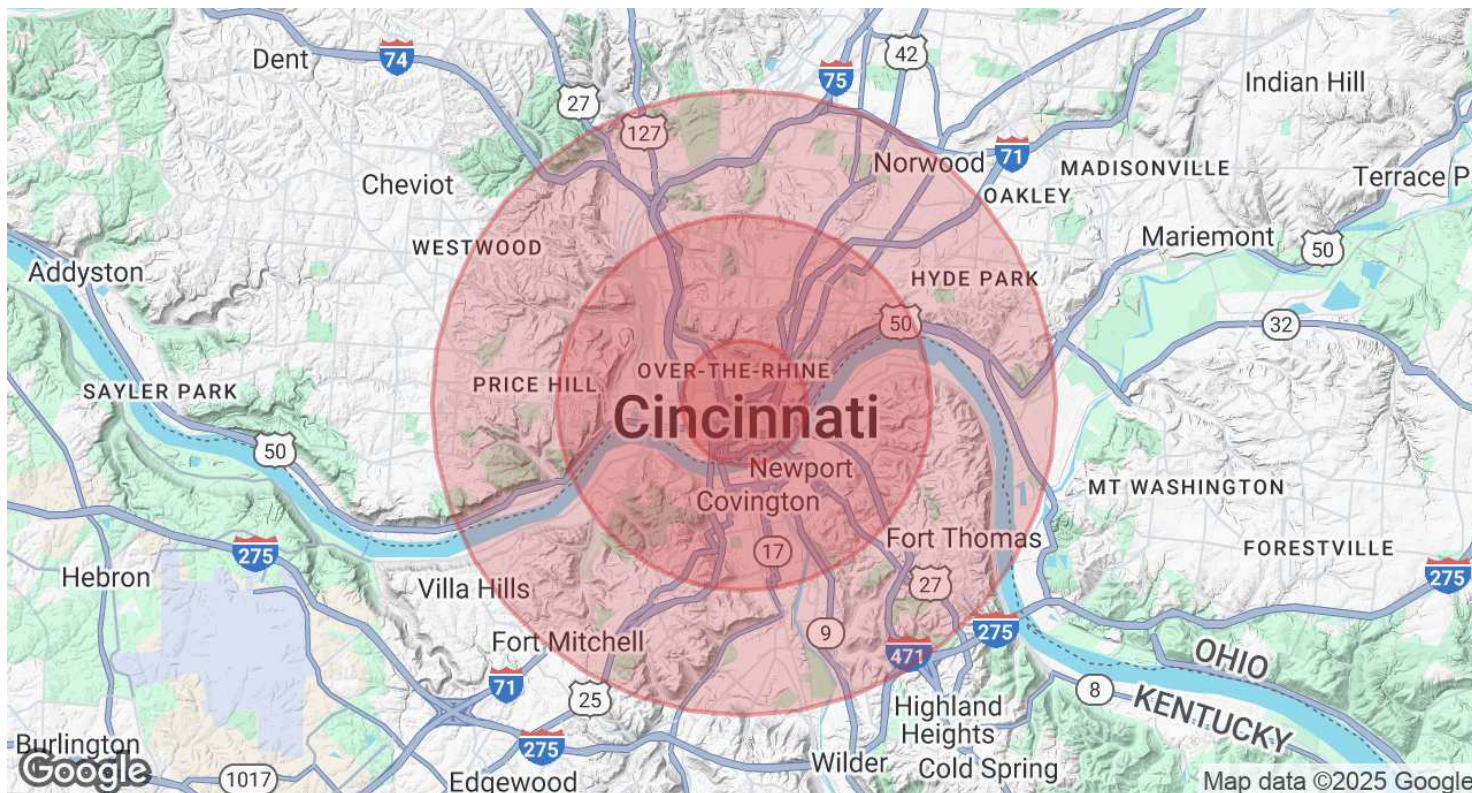 Dent
74
27
127
75
42
Indian Hill
Cheviot
Norwood
71
MADISONVILLE
OAKLEY
Terrace P
WESTWOOD
Mariemont
50
Addyston
HYDE PARK
50
32
SAYLER PARK
PRICE HILL
OVER-THE-RHINE
Cincinnati
50
Newport
Covington
MT WASHINGTON
275
17
Fort Thomas
FORESTVILLE
Hebron
Villa Hills
27
275
Fort Mitchell
9
275
471
OHIO
71
25
8
KENTUCKY
Highland
Heights
Burlington
275
Wilder
Cold Spring
Google
1017
Edgewood
Map data ©2025 Google